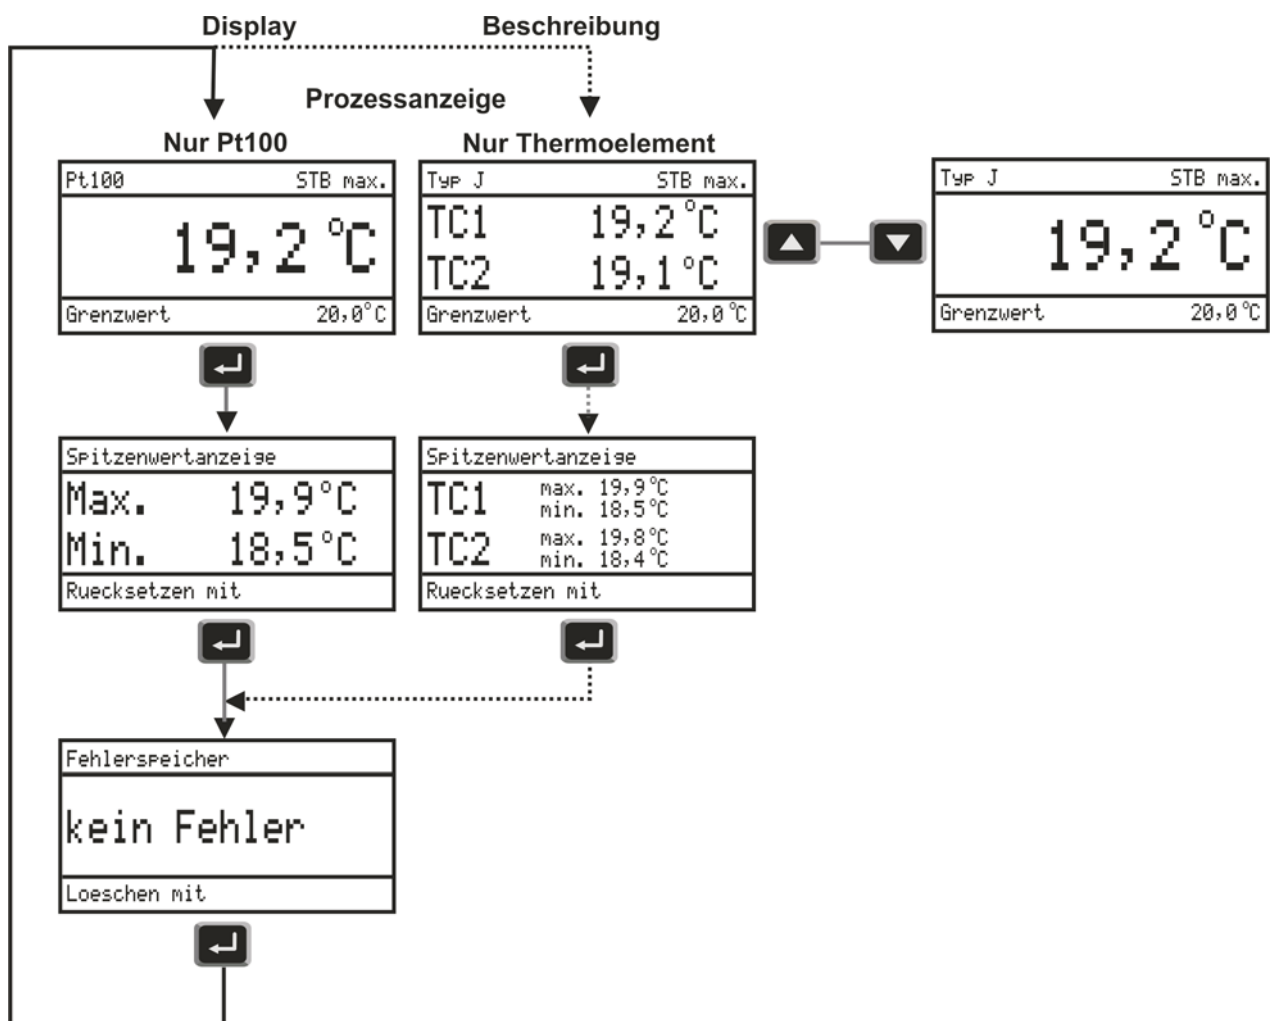 Display Beschreibung
Prozessanzeige
Nur Pt100 Nur Thermoelement
Pt100 STB max.
19,2 °C
Grenzwert 20,0°C
Typ J STB max.
TC1 19,2°C
TC2 19,1°C
Grenzwert 20,0°C
Typ J STB max.
19,2 °C
Grenzwert 20,0°C
Spitzenwertanzeige
Max. 19,9°C
Min. 18,5°C
Ruecksetzen mit
Spitzenwertanzeige
TC1 max. 19,9°C
min. 18,5°C
TC2 max. 19,8°C
min. 18,4°C
Ruecksetzen mit
Fehlerspeicher
kein Fehler
Loeschen mit